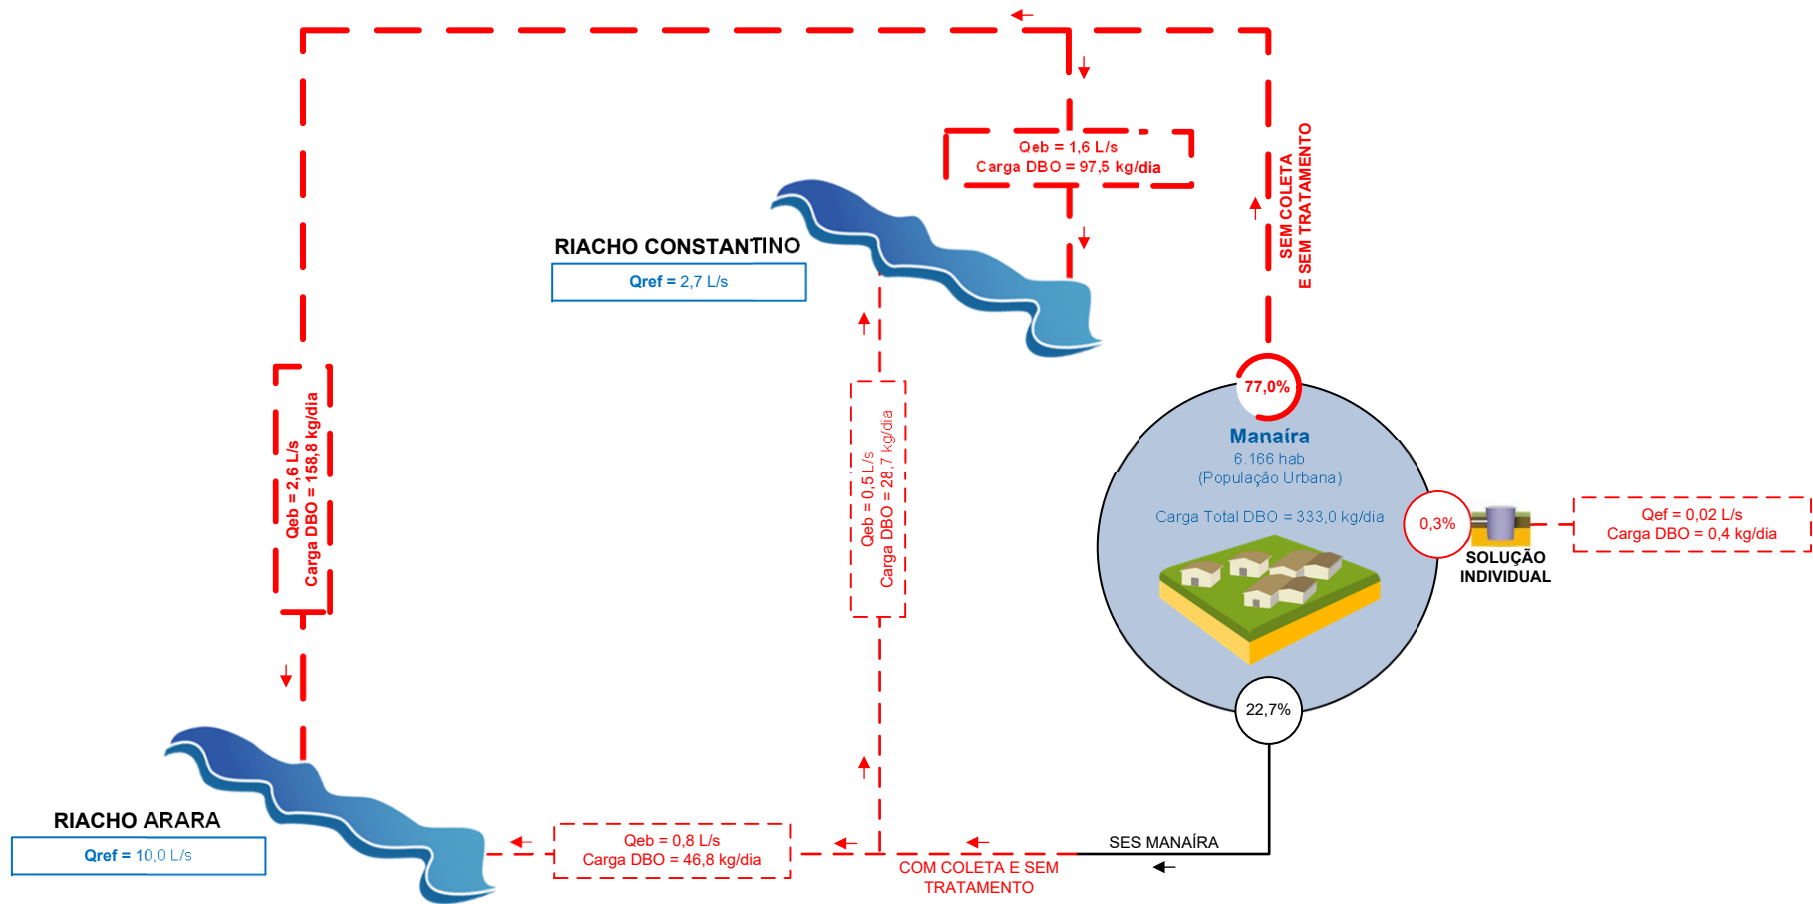 Qeb = 1,6 L/s
Carga DBO = 97,5 kg/dia
SEM COLETA
E SEM TRATAMENTO
RIACHO CONSTANTINO
Qref = 2,7 L/s
77,0%
Manaíra
6.166 hab
(População Urbana)
Carga Total DBO = 333,0 kg/dia
0,3%
SOLUÇÃO
INDIVIDUAL
Qef = 0,02 L/s
Carga DBO = 0,4 kg/dia
Qeb = 2,6 L/s
Carga DBO = 158,8 kg/dia
Qeb = 0,5 L/s
Carga DBO = 28,7 kg/dia
22,7%
RIACHO ARARA
Qref = 10,0 L/s
Qeb = 0,8 L/s
Carga DBO = 46,8 kg/dia
SES MANAÍRA
COM COLETA E SEM
TRATAMENTO